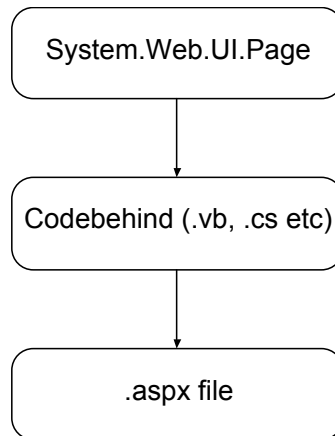 System.Web.UI.Page
Codebehind (.vb, .cs etc)
.aspx file